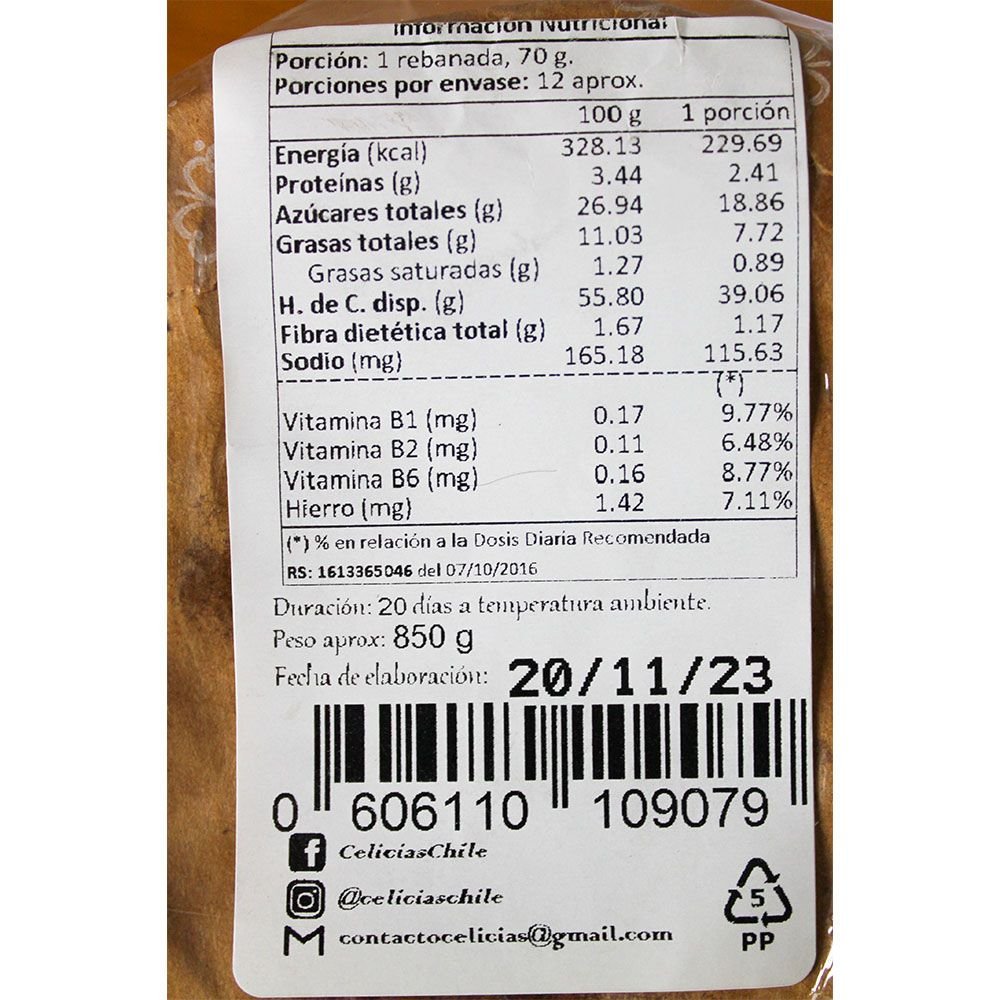 Información Nutricional
Porción: 1 rebanada, 70 g.
Porciones por envase: 12 aprox.
100 g 1 porción
Energía (kcal) 328.13 229.69
Proteínas (g) 3.44 2.41
Azúcares totales (g) 26.94 18.86
Grasas totales (g) 11.03 7.72
Grasas saturadas (g) 1.27 0.89
H. de C. disp. (g) 55.80 39.06
Fibra dietética total (g) 1.67 1.17
Sodio (mg) 165.18 115.63
(*)
Vitamina B1 (mg) 0.17 9.77%
Vitamina B2 (mg) 0.11 6.48%
Vitamina B6 (mg) 0.16 8.77%
Hierro (mg) 1.42 7.11%
(*) % en relación a la Dosis Diaria Recomendada
RS: 1613365046 del 07/10/2016
Duración: 20 días a temperatura ambiente.
Peso aprox: 850 g
Fecha de elaboración: 20/11/23
0 606110 109079
f CeliciasChile
@celiciaschile
M contactocelicias@gmail.com
5
PP